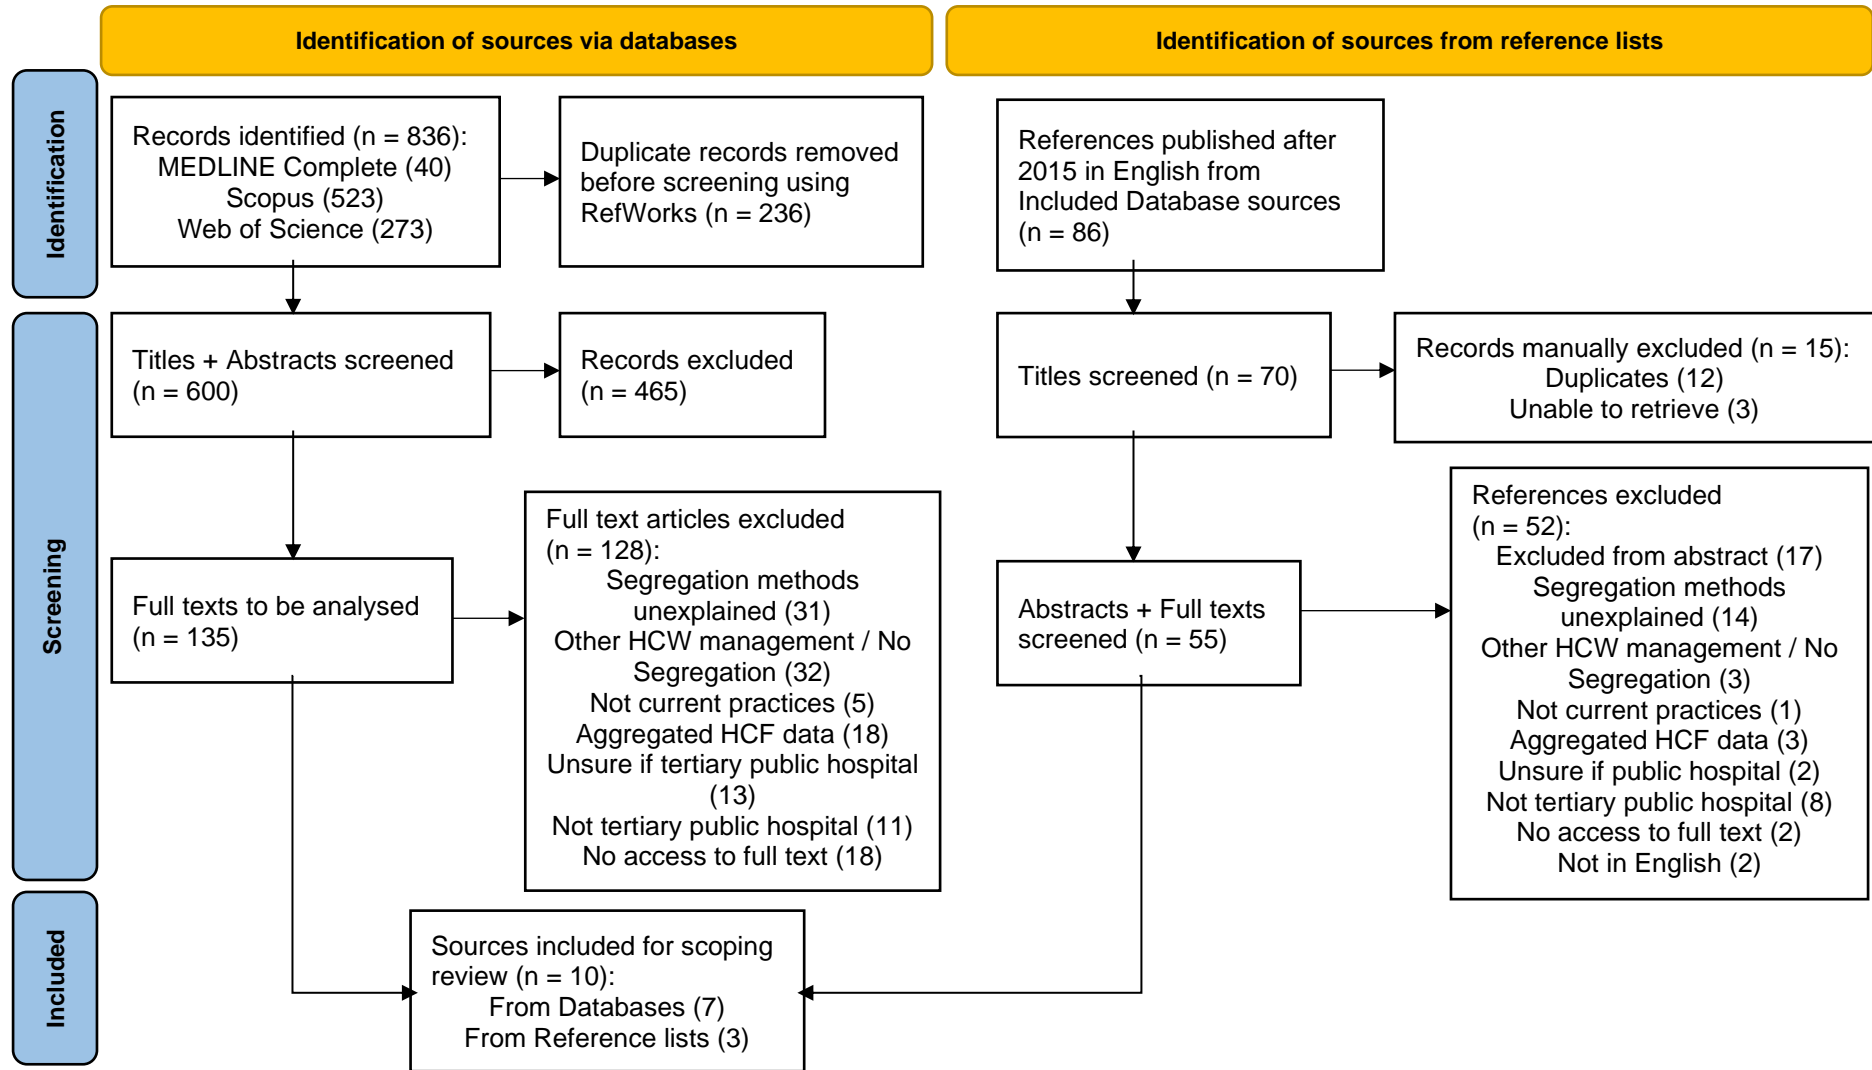 Identification of sources via databases
Identification of sources from reference lists
Identification
Records identified (n = 836):
MEDLINE Complete (40)
Scopus (523)
Web of Science (273)
Duplicate records removed
before screening using
RefWorks (n = 236)
References published after
2015 in English from
Included Database sources
(n = 86)
Screening
Titles + Abstracts screened
(n = 600)
Records excluded
(n = 465)
Titles screened (n = 70)
Records manually excluded (n = 15):
Duplicates (12)
Unable to retrieve (3)
Full texts to be analysed
(n = 135)
Full text articles excluded
(n = 128):
Segregation methods
unexplained (31)
Other HCW management / No
Segregation (32)
Not current practices (5)
Aggregated HCF data (18)
Unsure if tertiary public hospital
(13)
Not tertiary public hospital (11)
No access to full text (18)
Abstracts + Full texts
screened (n = 55)
References excluded
(n = 52):
Excluded from abstract (17)
Segregation methods
unexplained (14)
Other HCW management / No
Segregation (3)
Not current practices (1)
Aggregated HCF data (3)
Unsure if public hospital (2)
Not tertiary public hospital (8)
No access to full text (2)
Not in English (2)
Included
Sources included for scoping
review (n = 10):
From Databases (7)
From Reference lists (3)